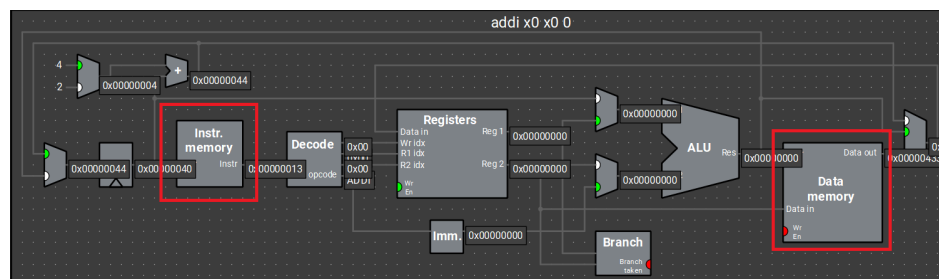 addi x0 x0 0
4
2
0x00000004
+
0x00000044
0x00000044
0x00000040
Instr.
memory
Instr
0x00000013
Decode
opcode
0x00
0x00
ADDI
Registers
Data in
Wr idx
R1 idx
R2 idx
Wr
En
Reg 1
Reg 2
0x00000000
0x00000000
Imm.
0x00000000
0x00000000
0x00000000
ALU
Res
0x00000000
Branch
Branch
taken
Data out
Data
memory
Data in
Wr
En